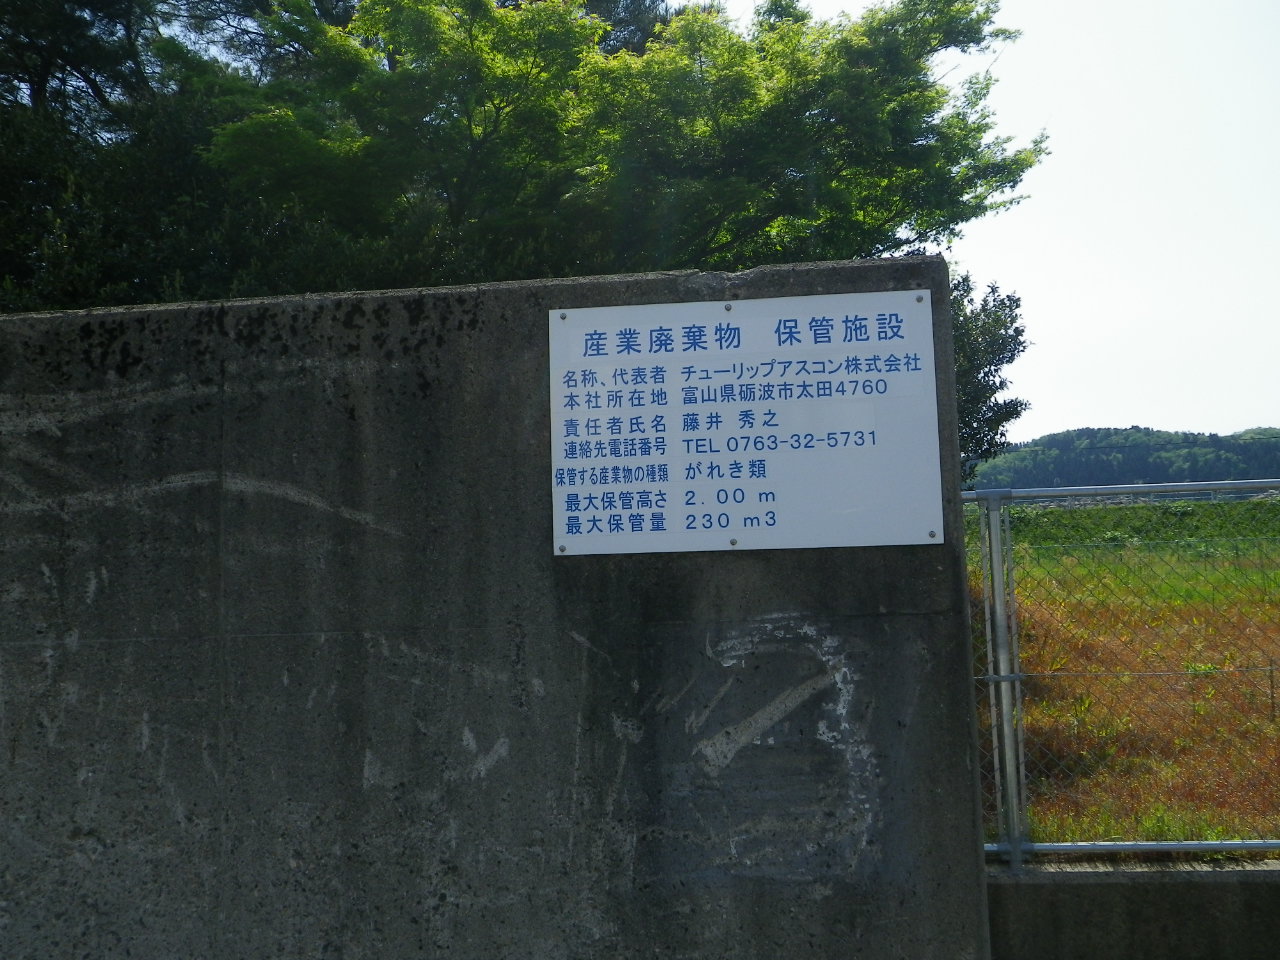 産業廃棄物 保管施設
名称、代表者 チューリップアスコン株式会社
本社所在地 富山県砺波市太田4760
責任者氏名 藤井 秀之
連絡先電話番号 TEL 0763-32-5731
保管する産業物の種類 がれき類
最大保管高さ 2.00 m
最大保管量 230 m3